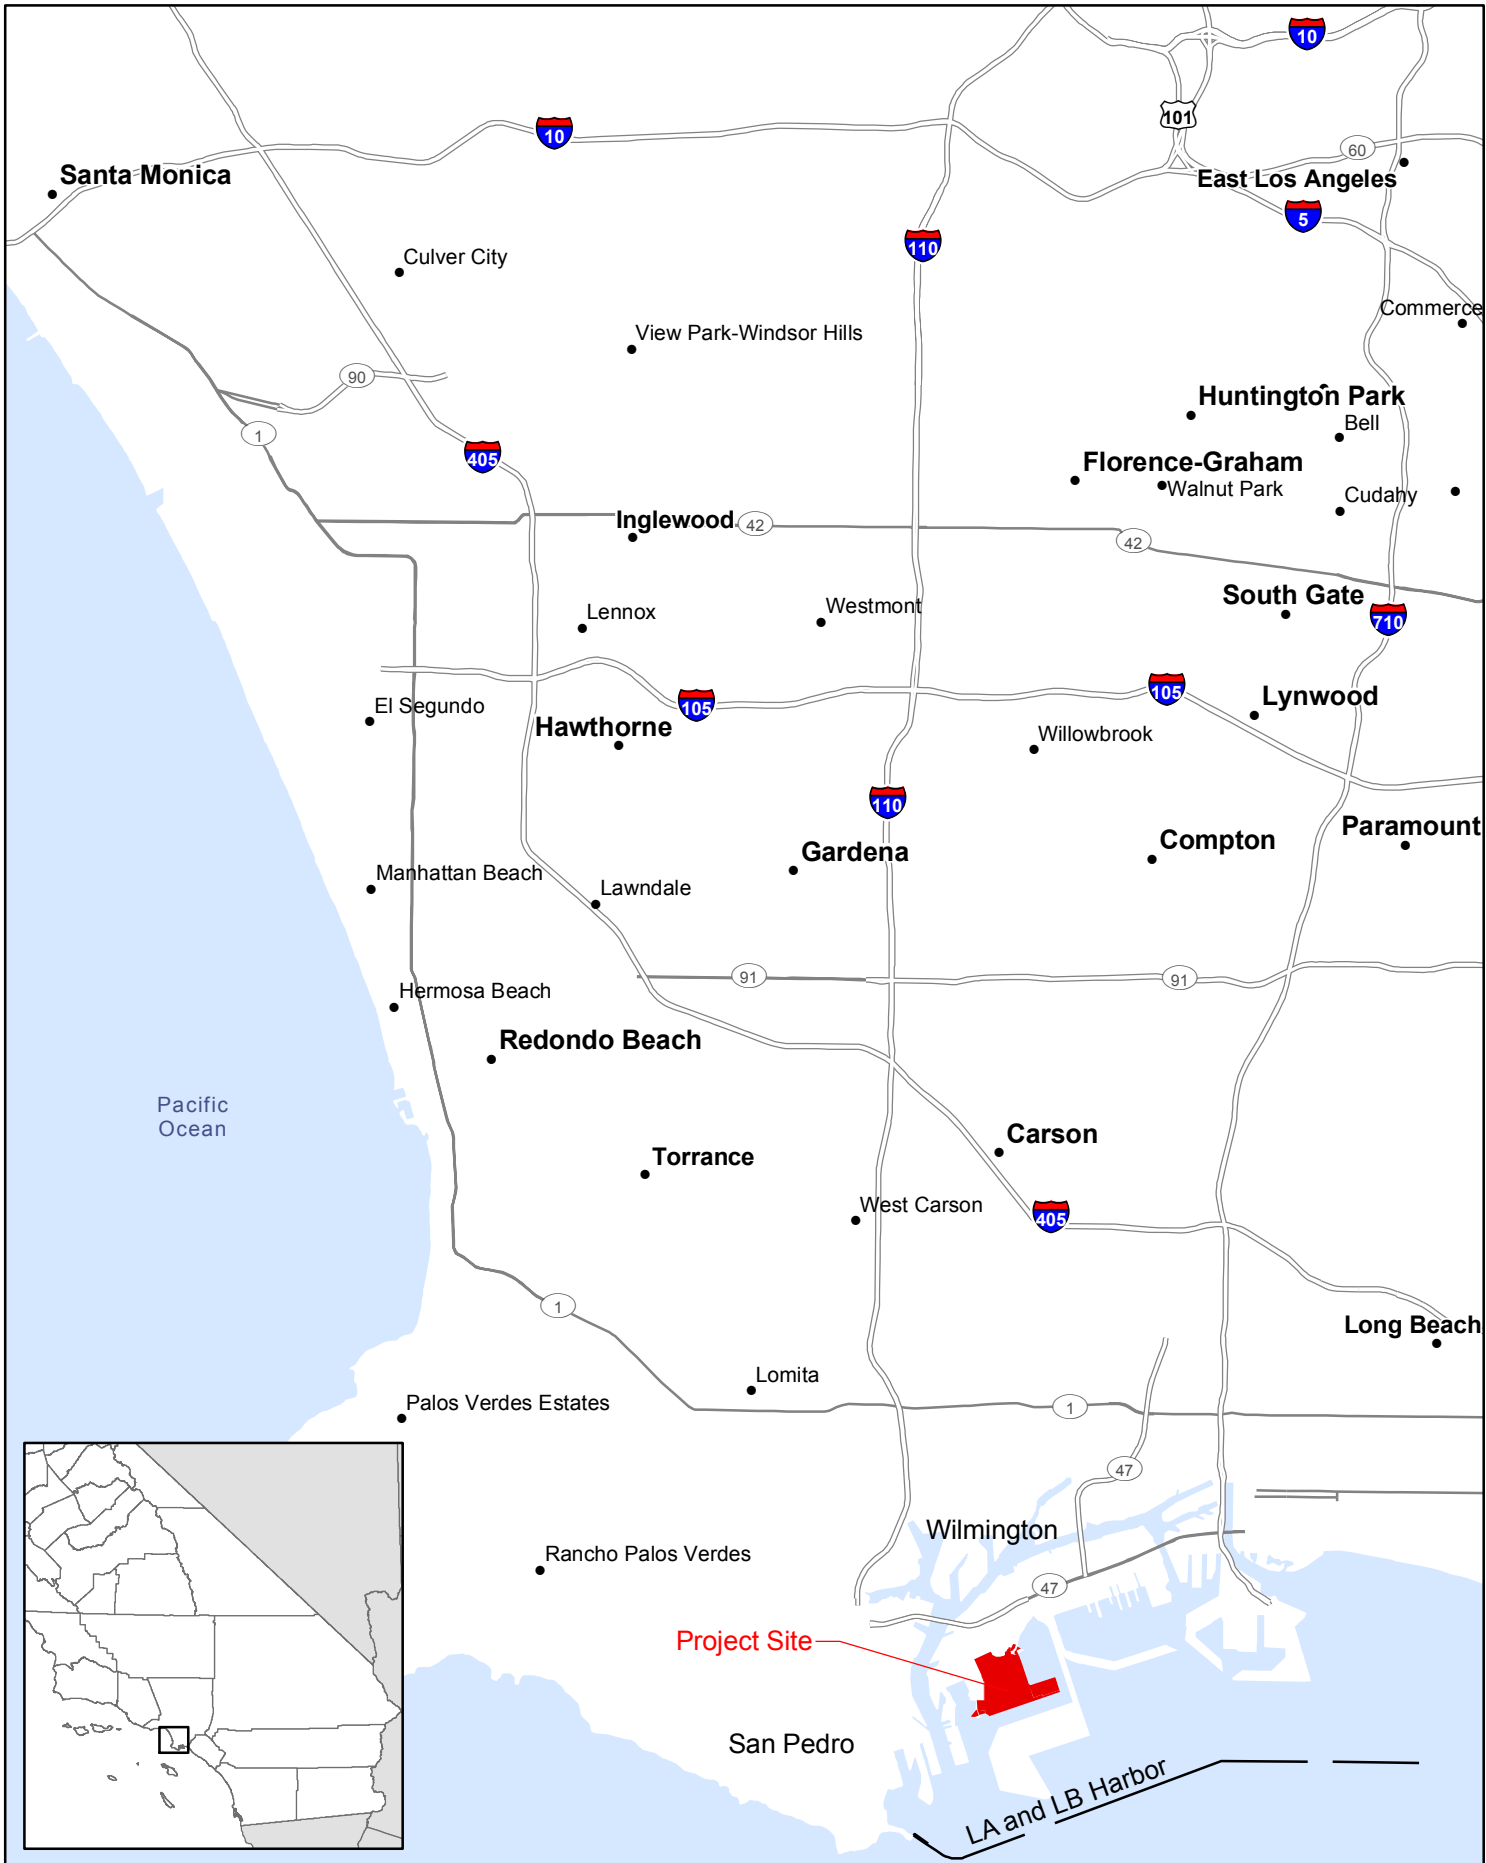 10
101
10
60
Santa Monica
East Los Angeles
5
110
Culver City
Commerce
View Park-Windsor Hills
90
Huntington Park
1
Bell
405
Florence-Graham
Walnut Park
Cudahy
Inglewood
42
42
South Gate
Lennox
Westmont
710
105
Lynwood
El Segundo
105
Hawthorne
Willowbrook
110
Paramount
Gardena
Compton
Manhattan Beach
Lawndale
91
91
Hermosa Beach
Redondo Beach
Pacific
Ocean
Carson
Torrance
West Carson
405
1
Long Beach
Lomita
Palos Verdes Estates
1
47
Wilmington
Rancho Palos Verdes
47
Project Site
San Pedro
LA and LB Harbor